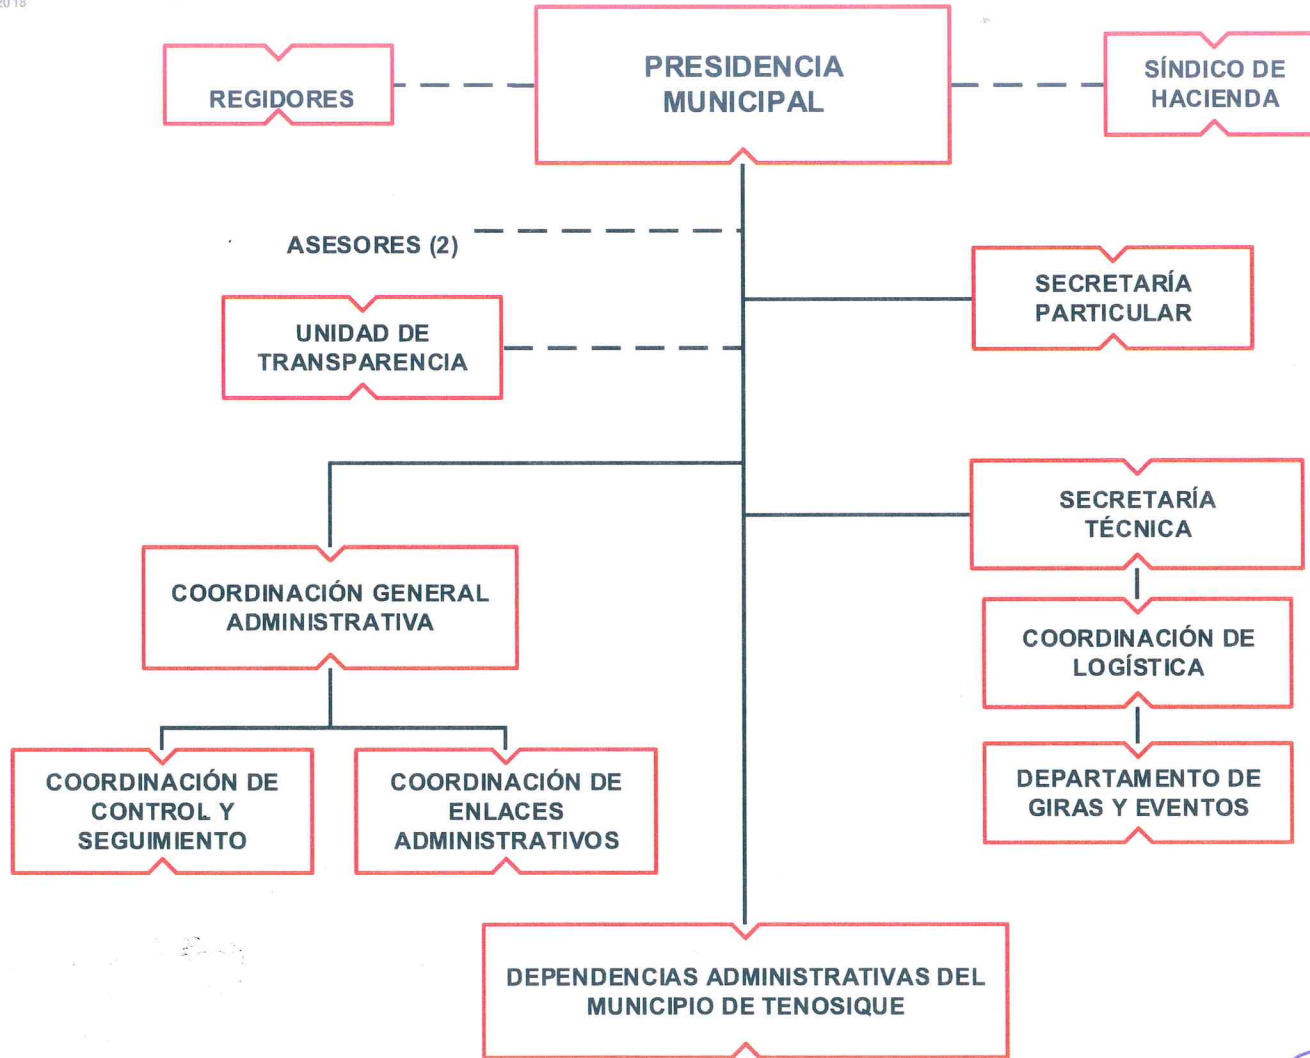 2018
PRESIDENCIA
MUNICIPAL
REGIDORES
SÍNDICO DE
HACIENDA
ASESORES (2)
SECRETARÍA
PARTICULAR
UNIDAD DE
TRANSPARENCIA
SECRETARÍA
TÉCNICA
COORDINACIÓN GENERAL
ADMINISTRATIVA
COORDINACIÓN DE
LOGÍSTICA
COORDINACIÓN DE
CONTROL Y
SEGUIMIENTO
COORDINACIÓN DE
ENLACES
ADMINISTRATIVOS
DEPARTAMENTO DE
GIRAS Y EVENTOS
DEPENDENCIAS ADMINISTRATIVAS DEL
MUNICIPIO DE TENOSIQUE